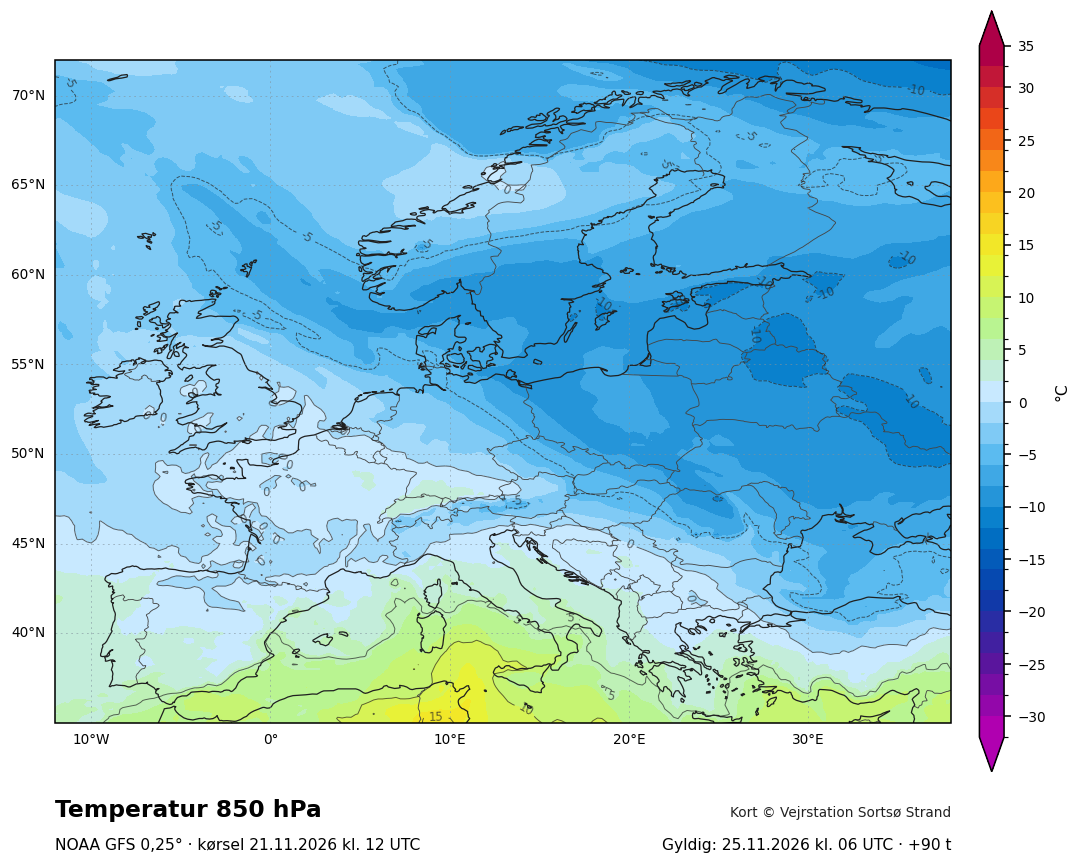 35
70°N
30
25
65°N
20
15
60°N
10
5
55°N
0
°C
−5
50°N
−10
−15
45°N
−20
−25
40°N
−30
15
10
10°W
0°
10°E
20°E
30°E
Temperatur 850 hPa
Kort © Vejrstation Sortsø Strand
NOAA GFS 0,25° · kørsel 21.11.2026 kl. 12 UTC
Gyldig: 25.11.2026 kl. 06 UTC · +90 t